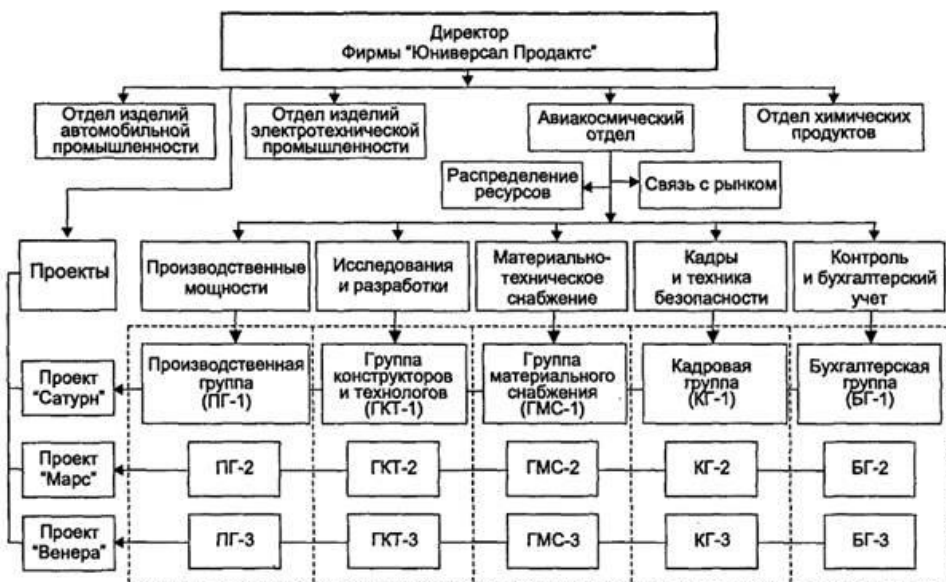 Директор
Фирмы "Юниверсал Продактс"
Отдел изделий
автомобильной
промышленности
Отдел изделий
электротехнической
промышленности
Авиакосмический
отдел
Отдел химических
продуктов
Распределение
ресурсов
Связь с рынком
Проекты
Производственные
мощности
Исследования
и разработки
Материально-
техническое
снабжение
Кадры
и техника
безопасности
Контроль
и бухгалтерский
учет
Проект
"Сатурн"
Производственная
группа
(ПГ-1)
Группа
конструкторов
и технологов
(ГКТ-1)
Группа
материального
снабжения
(ГМС-1)
Кадровая
группа
(КГ-1)
Бухгалтерская
группа
(БГ-1)
Проект
"Марс"
ПГ-2
ГКТ-2
ГМС-2
КГ-2
БГ-2
Проект
"Венера"
ПГ-3
ГКТ-3
ГМС-3
КГ-3
БГ-3